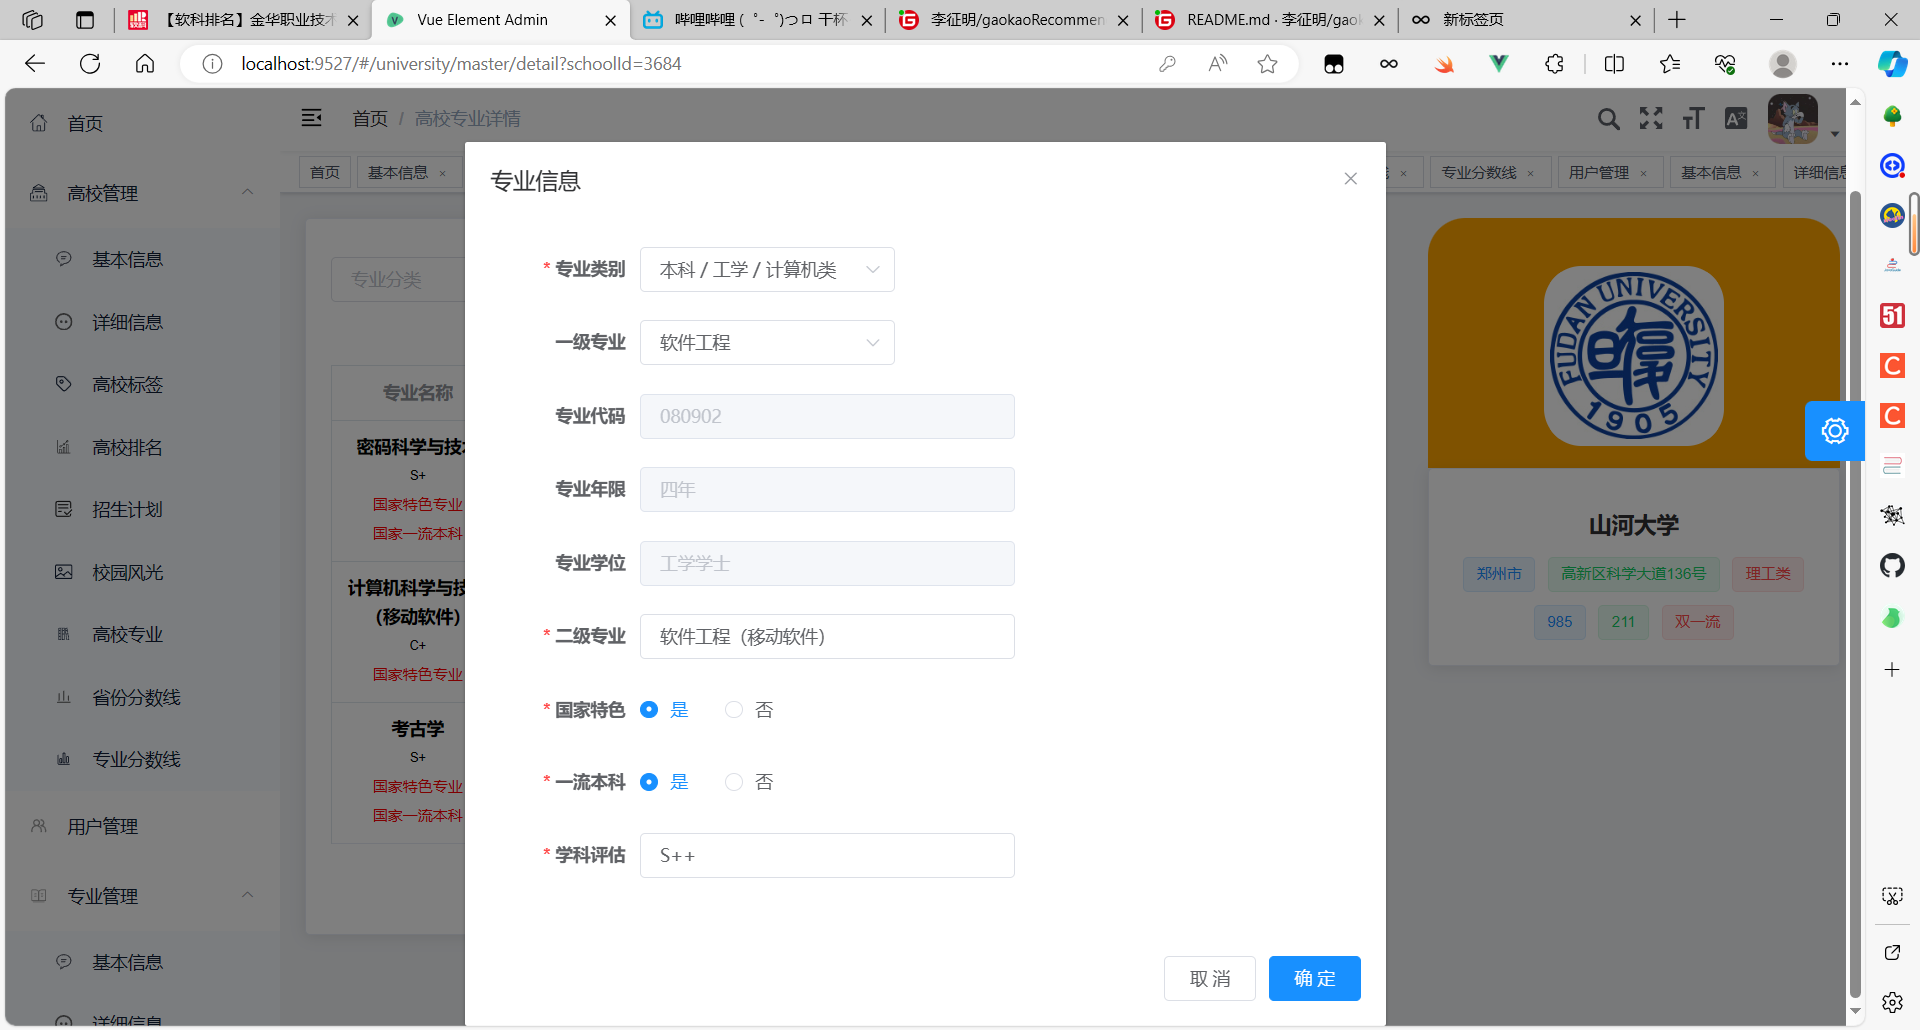 【软科排名】金华职业技术
Vue Element Admin
哔哩哔哩 (゜-゜)つロ 干杯
李征明/gaokaoRecommen
README.md · 李征明/gaok
新标签页
localhost:9527/#/university/master/detail?schoolId=3684
首页
首页 / 高校专业详情
高校管理
首页
基本信息
专业分数线
用户管理
基本信息
详细信息
基本信息
详细信息
高校标签
高校排名
招生计划
校园风光
高校专业
省份分数线
专业分数线
用户管理
专业管理
基本信息
详细信息
专业分类
专业名称
密码科学与技术
S+
国家特色专业
国家一流本科
计算机科学与技
（移动软件）
C+
国家特色专业
考古学
S+
国家特色专业
国家一流本科
专业信息
* 专业类别 本科 / 工学 / 计算机类
一级专业 软件工程
专业代码 080902
专业年限 四年
专业学位 工学学士
* 二级专业 软件工程（移动软件）
* 国家特色 是 否
* 一流本科 是 否
* 学科评估 S++
取消 确定
FUDAN UNIVERSITY
1905
山河大学
郑州市 高新区科学大道136号 理工类
985 211 双一流
51
C
C